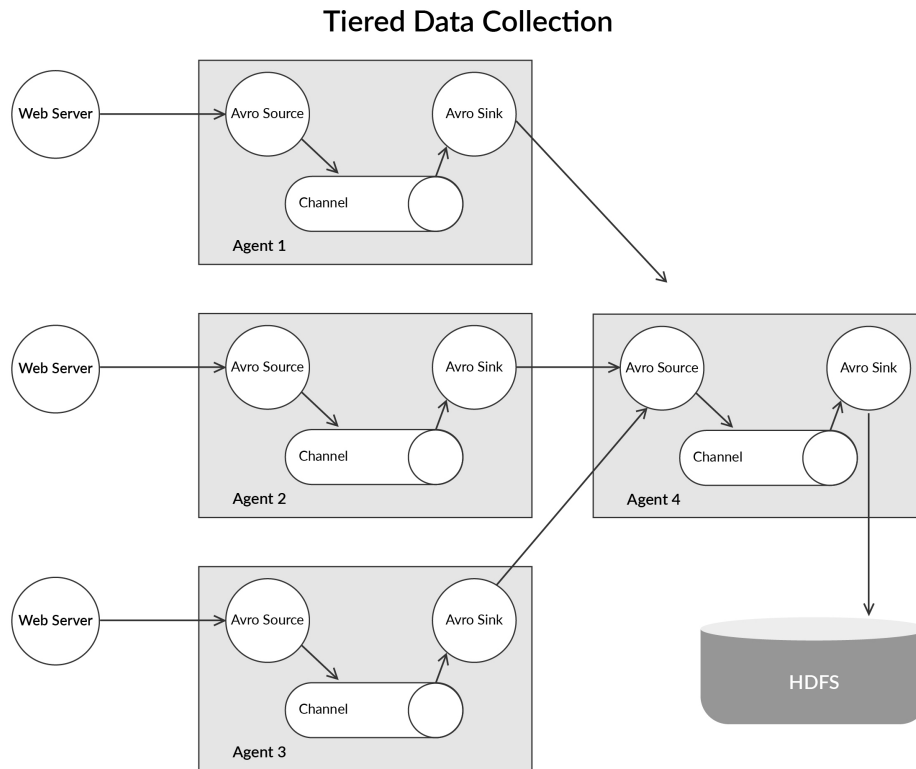 Tiered Data Collection
Web Server
Avro Source
Avro Sink
Channel
Agent 1
Web Server
Avro Source
Avro Sink
Channel
Agent 2
Avro Source
Avro Sink
Channel
Agent 4
Web Server
Avro Source
Avro Sink
Channel
Agent 3
HDFS